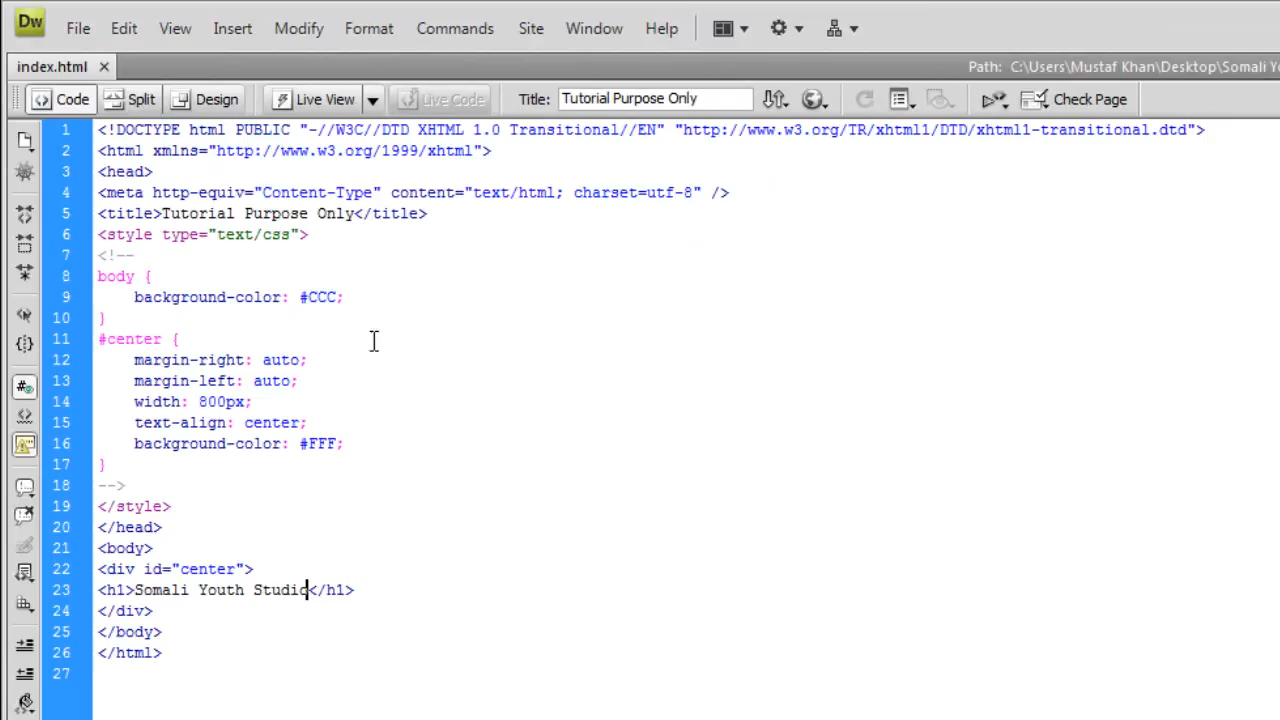 Dw File Edit View Insert Modify Format Commands Site Window Help
index.html Path: C:\Users\Mustaf Khan\Desktop\Somali
Code Split Design Live View Live Code Title: Tutorial Purpose Only Check Page
1 <!DOCTYPE html PUBLIC "-//W3C//DTD XHTML 1.0 Transitional//EN" "http://www.w3.org/TR/xhtml1/DTD/xhtml1-transitional.dtd">
2 <html xmlns="http://www.w3.org/1999/xhtml">
3 <head>
4 <meta http-equiv="Content-Type" content="text/html; charset=utf-8" />
5 <title>Tutorial Purpose Only</title>
6 <style type="text/css">
7 <!--
8 body {
9 background-color: #CCC;
10 }
11 #center {
12 margin-right: auto;
13 margin-left: auto;
14 width: 800px;
15 text-align: center;
16 background-color: #FFF;
17 }
18 -->
19 </style>
20 </head>
21 <body>
22 <div id="center">
23 <h1>Somali Youth Studio</h1>
24 </div>
25 </body>
26 </html>
27